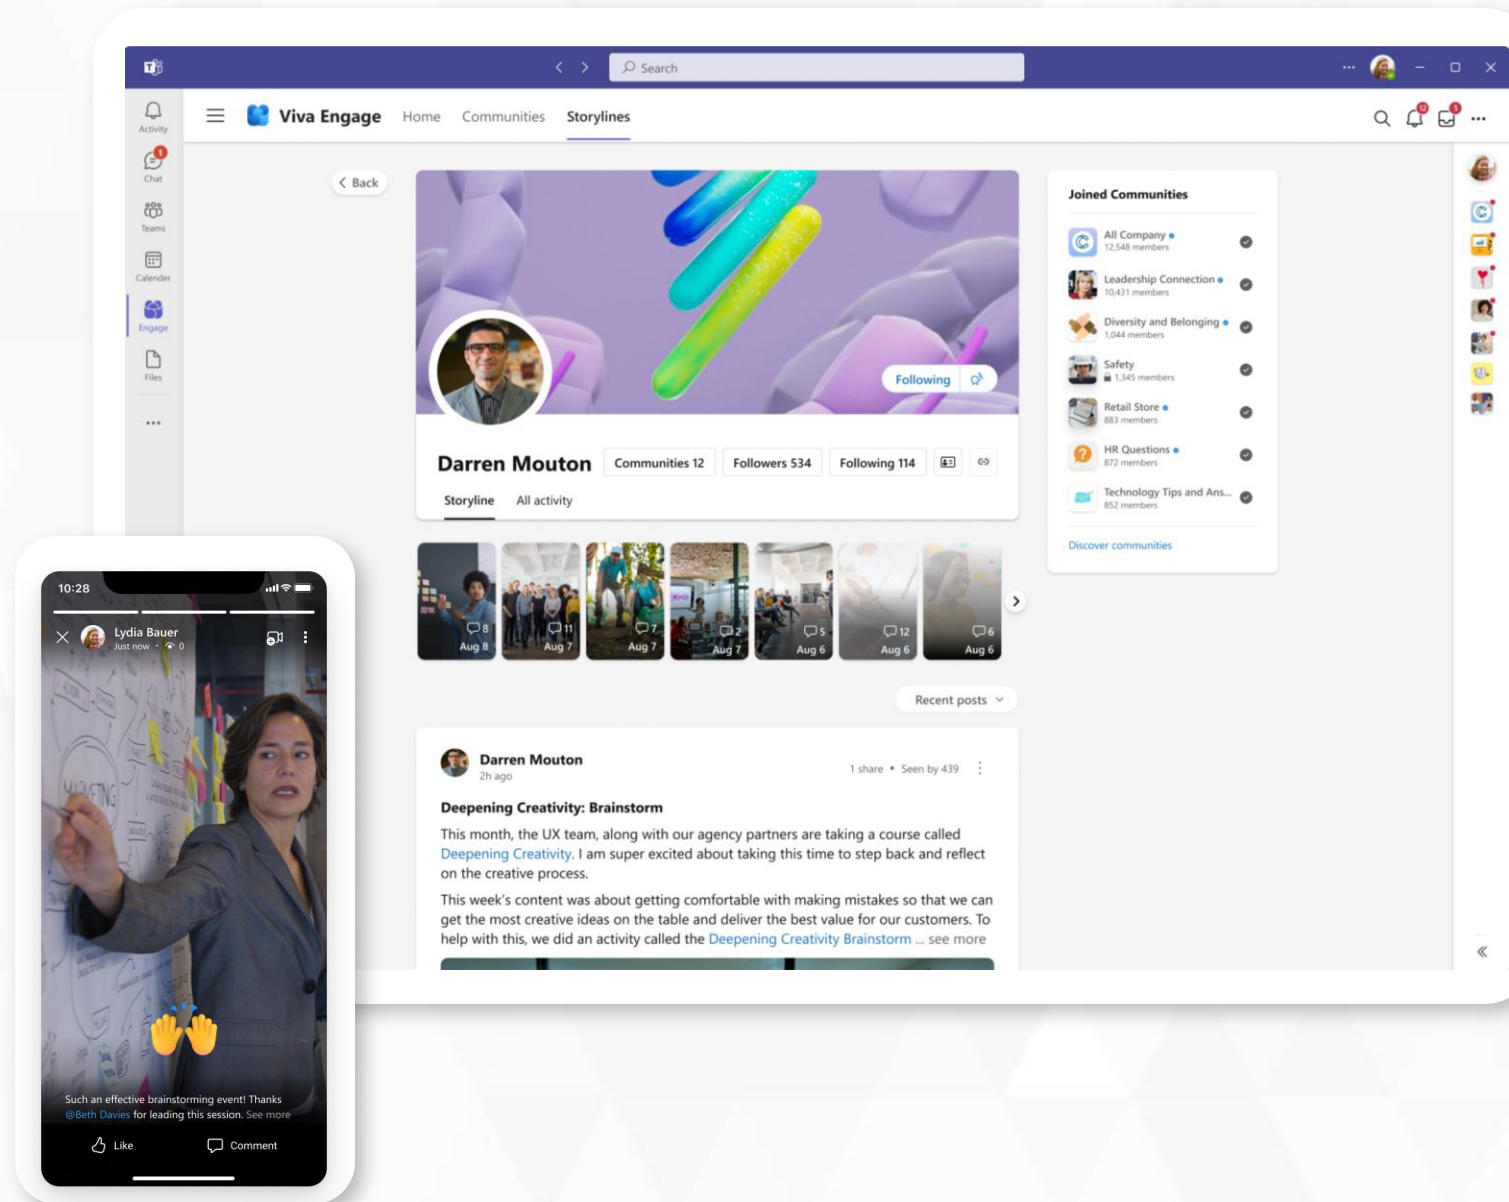 Search
Activity
Chat
1
Teams
Calender
Engage
Files
Viva Engage
Home
Communities
Storylines
12
5
Back
Following
Darren Mouton
Communities 12
Followers 534
Following 114
Storyline
All activity
8
Aug 8
11
Aug 7
7
Aug 7
2
Aug 7
5
Aug 6
12
Aug 6
6
Aug 6
Recent posts
Darren Mouton
2h ago
1 share • Seen by 439
Deepening Creativity: Brainstorm
This month, the UX team, along with our agency partners are taking a course called
Deepening Creativity. I am super excited about taking this time to step back and reflect
on the creative process.
This week's content was about getting comfortable with making mistakes so that we can
get the most creative ideas on the table and deliver the best value for our customers. To
help with this, we did an activity called the Deepening Creativity Brainstorm ... see more
Joined Communities
All Company
12,548 members
Leadership Connection
10,431 members
Diversity and Belonging
1,044 members
Safety
1,345 members
Retail Store
883 members
HR Questions
872 members
Technology Tips and Ans...
852 members
Discover communities
10:28
Lydia Bauer
Just now · 0
MARKETING
Such an effective brainstorming event! Thanks
@Beth Davies for leading this session. See more
Like
Comment